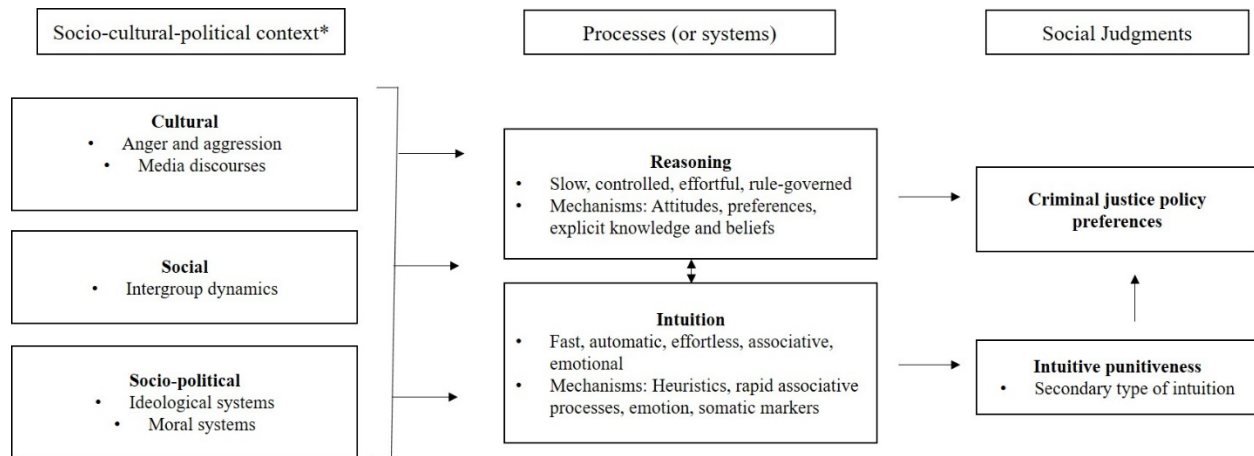 Socio-cultural-political context*
Processes (or systems)
Social Judgments
Cultural
• Anger and aggression
• Media discourses
Social
• Intergroup dynamics
Socio-political
• Ideological systems
• Moral systems
Reasoning
• Slow, controlled, effortful, rule-governed
• Mechanisms: Attitudes, preferences,
explicit knowledge and beliefs
Intuition
• Fast, automatic, effortless, associative,
emotional
• Mechanisms: Heuristics, rapid associative
processes, emotion, somatic markers
Criminal justice policy
preferences
Intuitive punitiveness
• Secondary type of intuition